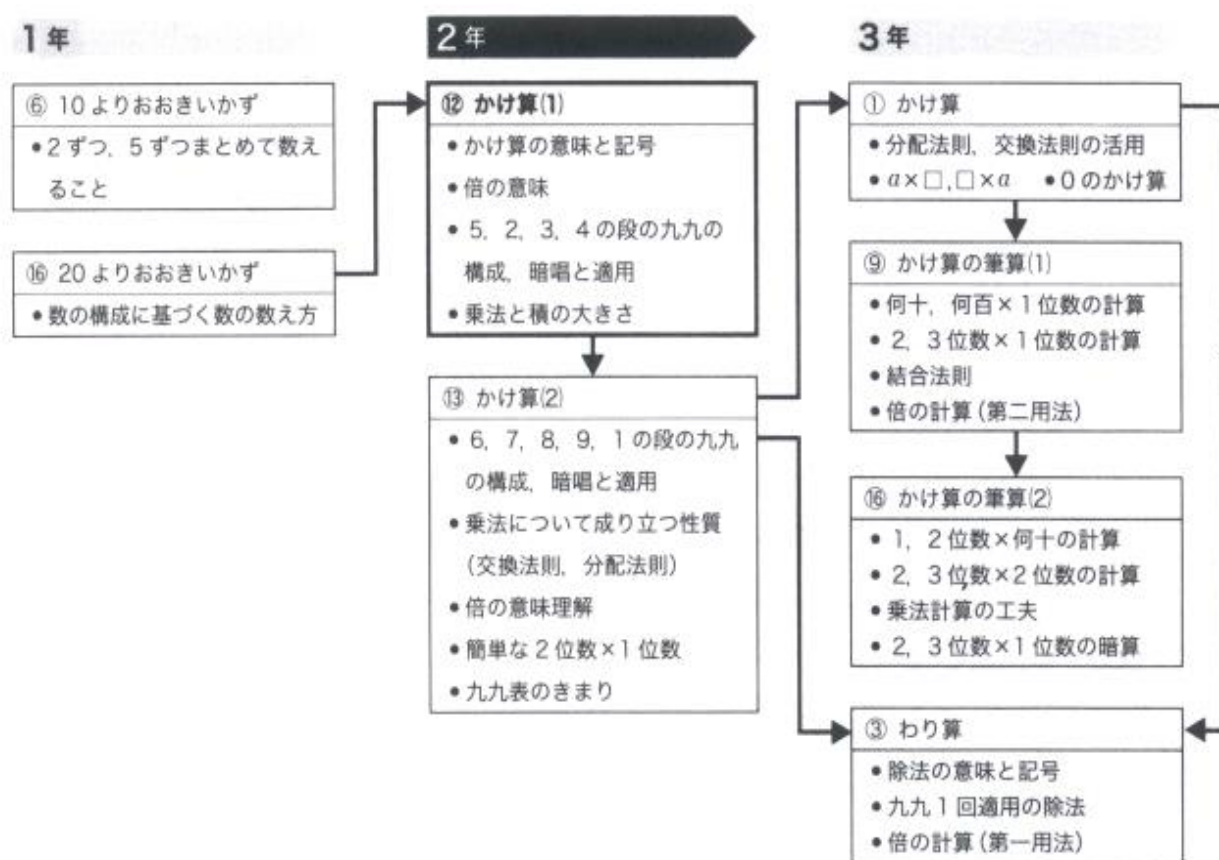 1年
⑥ 10よりおおきいかず
•2ずつ，5ずつまとめて数え
ること
⑯ 20よりおおきいかず
•数の構成に基づく数の数え方
2年
⑫ かけ算(1)
•かけ算の意味と記号
•倍の意味
•5，2，3，4の段の九九の
構成，暗唱と適用
•乗法と積の大きさ
⑬ かけ算(2)
•6，7，8，9，1の段の九九
の構成，暗唱と適用
•乗法について成り立つ性質
（交換法則，分配法則）
•倍の意味理解
•簡単な2位数×1位数
•九九表のきまり
3年
① かけ算
•分配法則，交換法則の活用
•a×□，□×a •0のかけ算
⑨ かけ算の筆算(1)
•何十，何百×1位数の計算
•2，3位数×1位数の計算
•結合法則
•倍の計算（第二用法）
⑯ かけ算の筆算(2)
•1，2位数×何十の計算
•2，3位数×2位数の計算
•乗法計算の工夫
•2，3位数×1位数の暗算
③ わり算
•除法の意味と記号
•九九1回適用の除法
•倍の計算（第一用法）